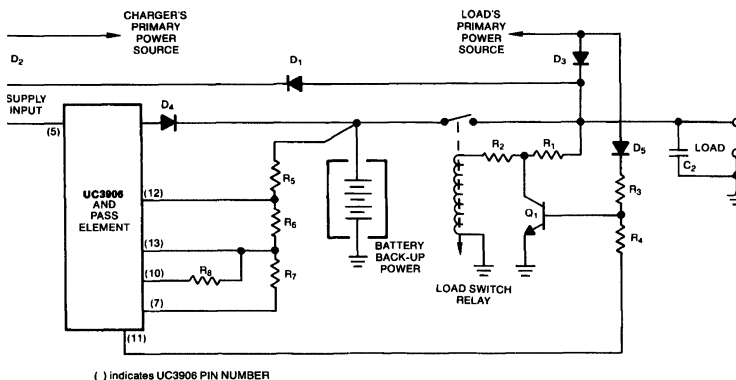 CHARGER'S
PRIMARY
POWER
SOURCE
LOAD'S
PRIMARY
POWER
SOURCE
D2
D1
D3
SUPPLY
INPUT
(5)
D4
UC3906
AND
PASS
ELEMENT
(12)
(13)
(10)
(7)
(11)
R5
R6
R7
R8
BATTERY
BACK-UP
POWER
R2
R1
Q1
LOAD SWITCH
RELAY
D5
R3
R4
C2
LOAD
( ) indicates UC3906 PIN NUMBER